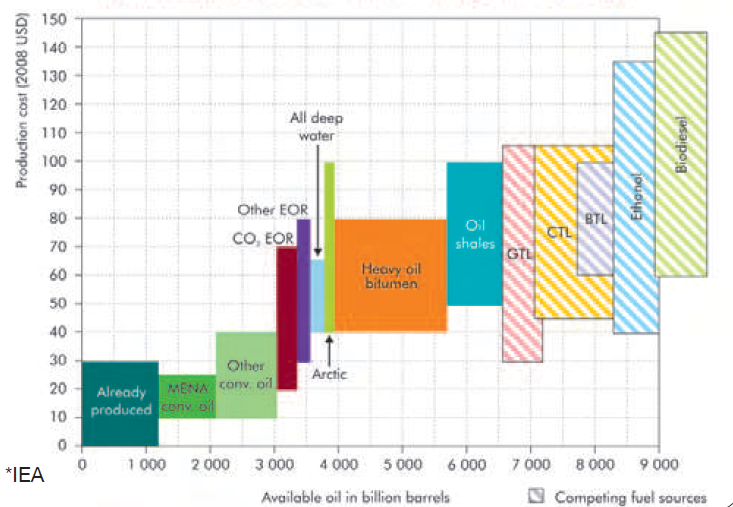 Production cost (2008 USD)
150
140
130
120
110
100
90
80
70
60
50
40
30
20
10
0
Already
produced
MENA
conv. oil
Other
conv. oil
CO₂ EOR
Other EOR
All deep
water
Arctic
Heavy oil
bitumen
Oil
shales
GTL
CTL
BTL
Ethanol
Biodiesel
0 1 000 2 000 3 000 4 000 5 000 6 000 7 000 8 000 9 000
*IEA
Available oil in billion barrels
Competing fuel sources